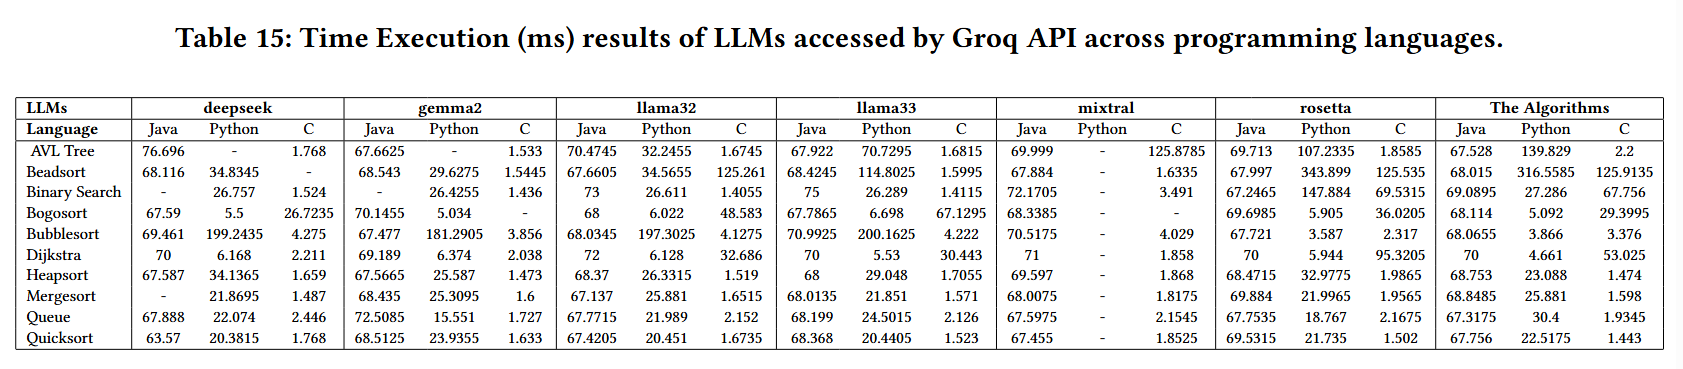 Table 15: Time Execution (ms) results of LLMs accessed by Groq API across programming languages.
LLMs deepseek gemma2 llama32 llama33 mixtral rosetta The Algorithms
Language Java Python C Java Python C Java Python C Java Python C Java Python C Java Python C Java Python C
AVL Tree 76.696 - 1.768 67.6625 - 1.533 70.4745 32.2455 1.6745 67.922 70.7295 1.6815 69.999 - 125.8785 69.713 107.2335 1.8585 67.528 139.829 2.2
Beadsort 68.116 34.8345 - 68.543 29.6275 1.5445 67.6605 34.5655 125.261 68.4245 114.8025 1.5995 67.884 - 1.6335 67.997 343.899 125.535 68.015 316.5585 125.9135
Binary Search - 26.757 1.524 - 26.4255 1.436 73 26.611 1.4055 75 26.289 1.4115 72.1705 - 3.491 67.2465 147.884 69.5315 69.0895 27.286 67.756
Bogosort 67.59 5.5 26.7235 70.1455 5.034 - 68 6.022 48.583 67.7865 6.698 67.1295 68.3385 - - 69.6985 5.905 36.0205 68.114 5.092 29.3995
Bubblesort 69.461 199.2435 4.275 67.477 181.2905 3.856 68.0345 197.3025 4.1275 70.9925 200.1625 4.222 70.5175 - 4.029 67.721 3.587 2.317 68.0655 3.866 3.376
Dijkstra 70 6.168 2.211 69.189 6.374 2.038 72 6.128 32.686 70 5.53 30.443 71 - 1.858 70 5.944 95.3205 70 4.661 53.025
Heapsort 67.587 34.1365 1.659 67.5665 25.587 1.473 68.37 26.3315 1.519 68 29.048 1.7055 69.597 - 1.868 68.4715 32.9775 1.9865 68.753 23.088 1.474
Mergesort - 21.8695 1.487 68.435 25.3095 1.6 67.137 25.881 1.6515 68.0135 21.851 1.571 68.0075 - 1.8175 69.884 21.9965 1.9565 68.8485 25.881 1.598
Queue 67.888 22.074 2.446 72.5085 15.551 1.727 67.7715 21.989 2.152 68.199 24.5015 2.126 67.5975 - 2.1545 67.7535 18.767 2.1675 67.3175 30.4 1.9345
Quicksort 63.57 20.3815 1.768 68.5125 23.9355 1.633 67.4205 20.451 1.6735 68.368 20.4405 1.523 67.455 - 1.8525 69.5315 21.735 1.502 67.756 22.5175 1.443